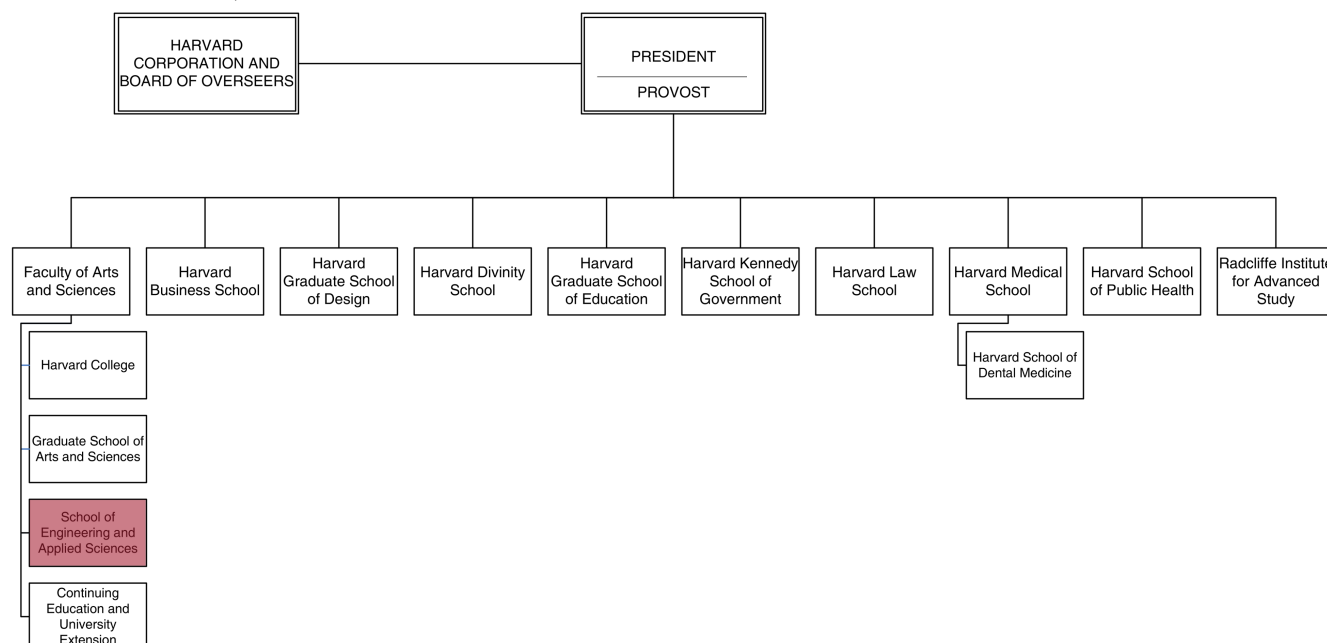 HARVARD
CORPORATION AND
BOARD OF OVERSEERS
PRESIDENT
PROVOST
Faculty of Arts
and Sciences
Harvard
Business School
Harvard
Graduate School
of Design
Harvard Divinity
School
Harvard
Graduate School
of Education
Harvard Kennedy
School of
Government
Harvard Law
School
Harvard Medical
School
Harvard School
of Public Health
Radcliffe Institute
for Advanced
Study
Harvard College
Graduate School of
Arts and Sciences
School of
Engineering and
Applied Sciences
Continuing
Education and
University
Extension
Harvard School of
Dental Medicine